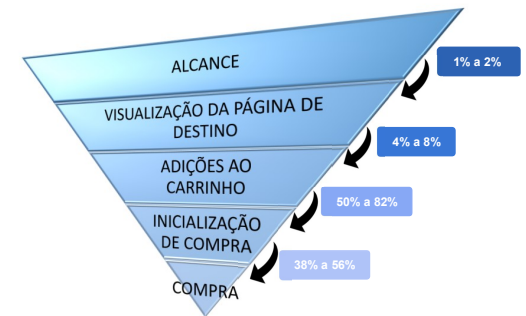 ALCANCE
1% a 2%
VISUALIZAÇÃO DA PÁGINA DE
DESTINO
4% a 8%
ADIÇÕES AO
CARRINHO
50% a 82%
INICIALIZAÇÃO
DE COMPRA
38% a 56%
COMPRA